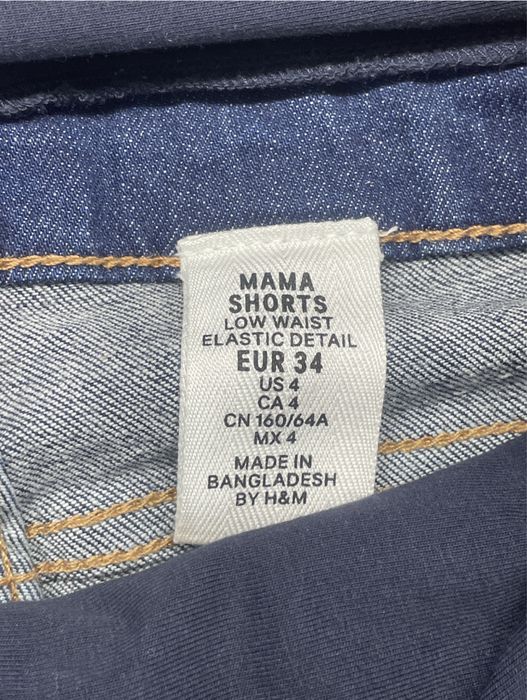 MAMA
SHORTS
LOW WAIST
ELASTIC DETAIL
EUR 34
US 4
CA 4
CN 160/64A
MX 4
MADE IN
BANGLADESH
BY H&M